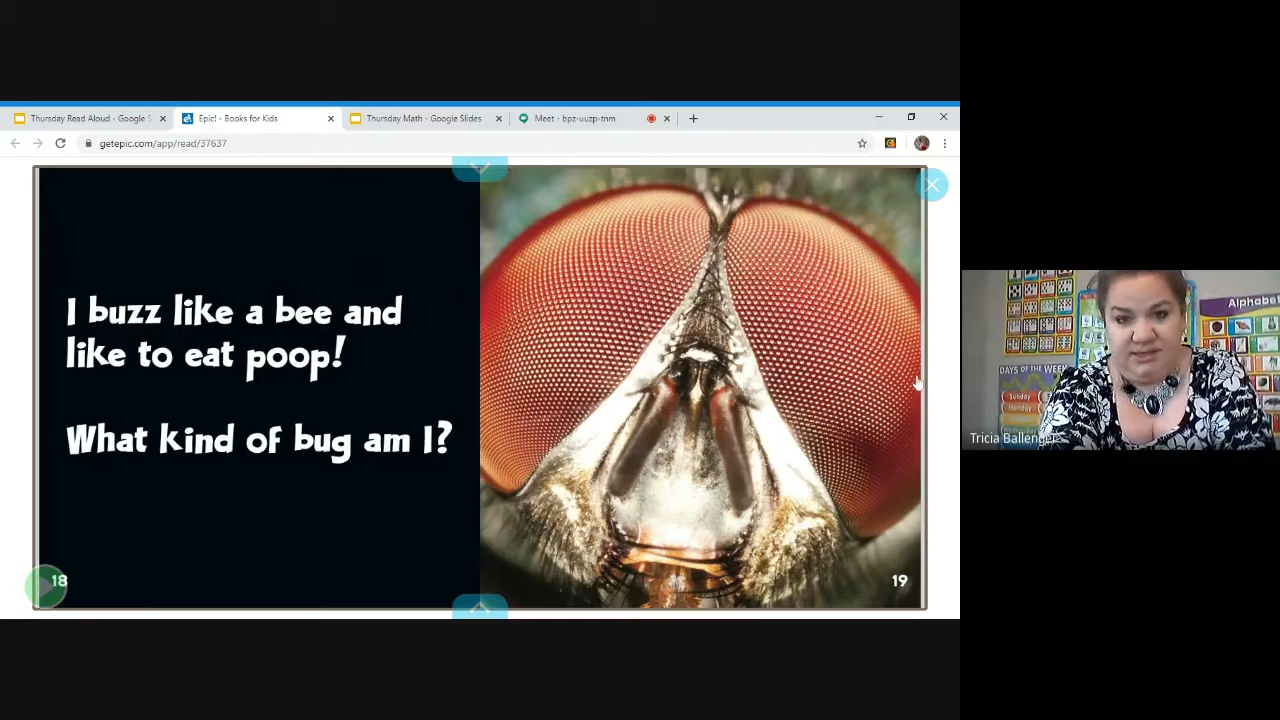 Thursday Read Aloud - Google S
Epic! - Books for Kids
Thursday Math - Google Slides
Meet - bpz-uuzp-tnm
getepic.com/app/read/37637
I buzz like a bee and
like to eat poop!
What kind of bug am I?
18
19
Alphabet
DAYS OF THE WEEK
Sunday
Monday
Tricia Ballenger